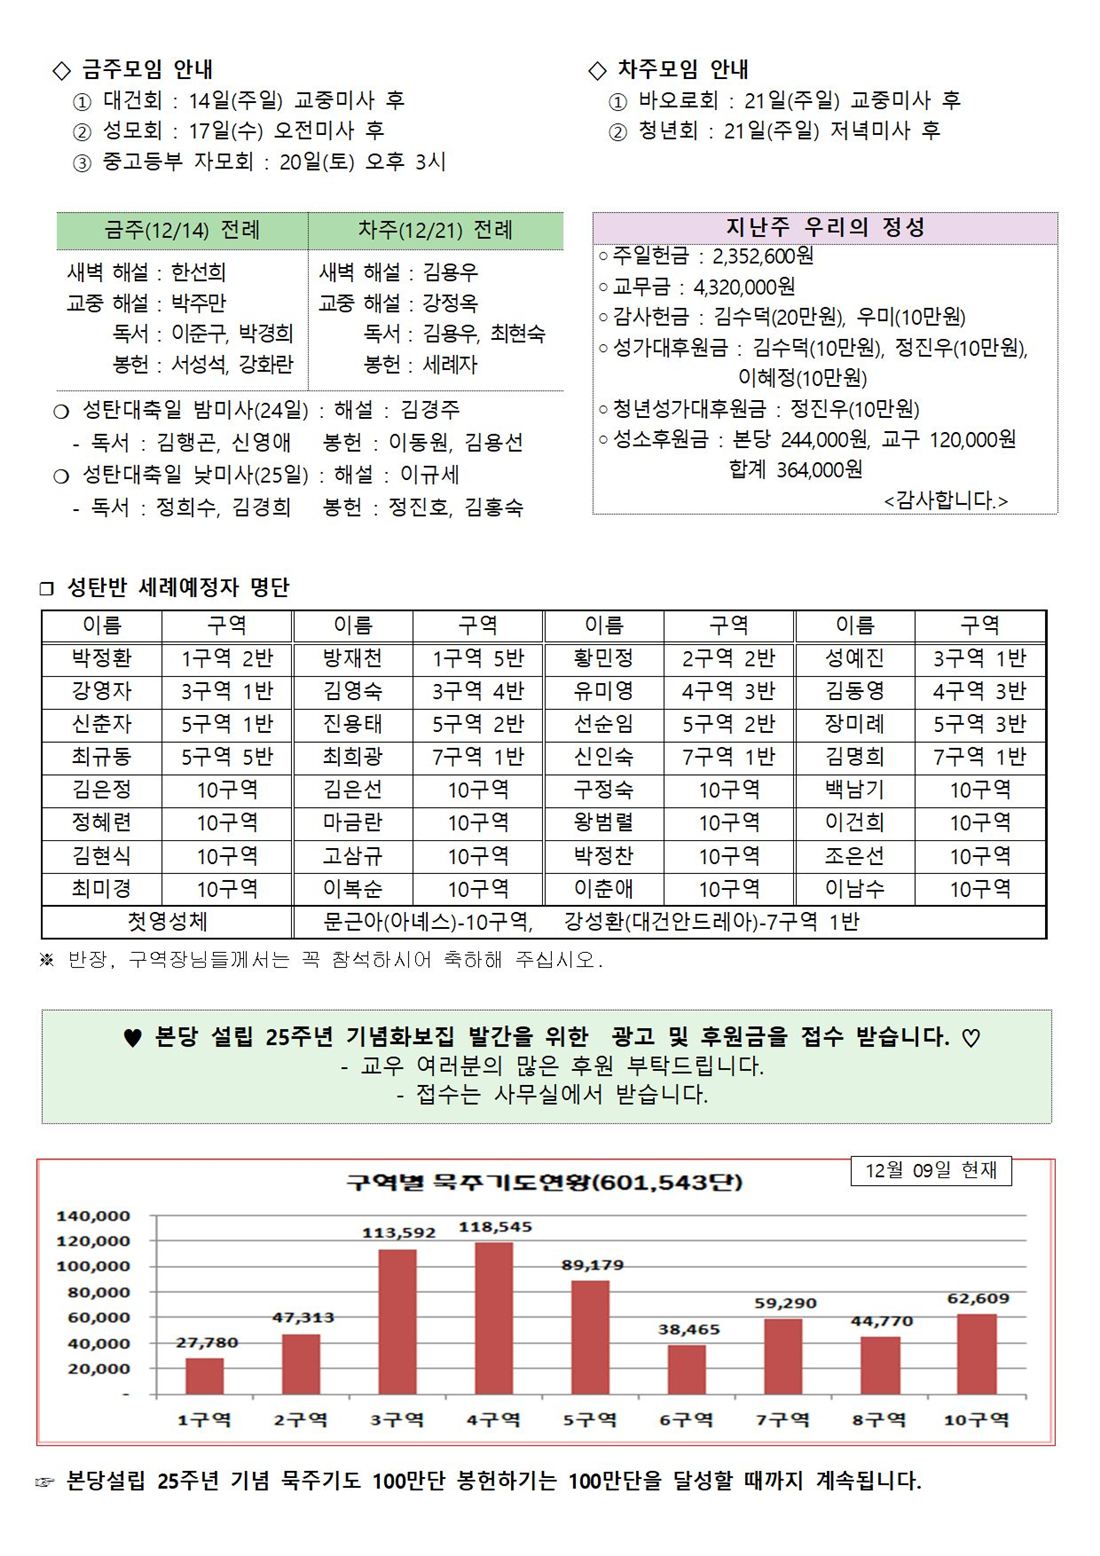 ◇ 금주모임 안내
① 대건회 : 14일(주일) 교중미사 후
② 성모회 : 17일(수) 오전미사 후
③ 중고등부 자모회 : 20일(토) 오후 3시
◇ 차주모임 안내
① 바오로회 : 21일(주일) 교중미사 후
② 청년회 : 21일(주일) 저녁미사 후
금주(12/14) 전례 차주(12/21) 전례
새벽 해설 : 한선희 새벽 해설 : 김용우
교중 해설 : 박주만 교중 해설 : 강정옥
독서 : 이준구, 박경희 독서 : 김용우, 최현숙
봉헌 : 서성석, 강화란 봉헌 : 세례자
❍ 성탄대축일 밤미사(24일) : 해설 : 김경주
- 독서 : 김행곤, 신영애 봉헌 : 이동원, 김용선
❍ 성탄대축일 낮미사(25일) : 해설 : 이규세
- 독서 : 정희수, 김경희 봉헌 : 정진호, 김홍숙
지난주 우리의 정성
○ 주일헌금 : 2,352,600원
○ 교무금 : 4,320,000원
○ 감사헌금 : 김수덕(20만원), 우미(10만원)
○ 성가대후원금 : 김수덕(10만원), 정진우(10만원),
이혜정(10만원)
○ 청년성가대후원금 : 정진우(10만원)
○ 성소후원금 : 본당 244,000원, 교구 120,000원
합계 364,000원
<감사합니다.>
❒ 성탄반 세례예정자 명단
이름 구역 이름 구역 이름 구역 이름 구역
박정환 1구역 2반 방재천 1구역 5반 황민정 2구역 2반 성예진 3구역 1반
강영자 3구역 1반 김영숙 3구역 4반 유미영 4구역 3반 김동영 4구역 3반
신춘자 5구역 1반 진용태 5구역 2반 선순임 5구역 2반 장미례 5구역 3반
최규동 5구역 5반 최희광 7구역 1반 신인숙 7구역 1반 김명희 7구역 1반
김은정 10구역 김은선 10구역 구정숙 10구역 백남기 10구역
정혜련 10구역 마금란 10구역 왕범렬 10구역 이건희 10구역
김현식 10구역 고삼규 10구역 박정찬 10구역 조은선 10구역
최미경 10구역 이복순 10구역 이춘애 10구역 이남수 10구역
첫영성체 문근아(아녜스)-10구역, 강성환(대건안드레아)-7구역 1반
※ 반장, 구역장님들께서는 꼭 참석하시어 축하해 주십시오.
♥ 본당 설립 25주년 기념화보집 발간을 위한 광고 및 후원금을 접수 받습니다. ♡
- 교우 여러분의 많은 후원 부탁드립니다.
- 접수는 사무실에서 받습니다.
12월 09일 현재
구역별 묵주기도현황(601,543단)
140,000
120,000
100,000
80,000
60,000
40,000
20,000
-
27,780 47,313 113,592 118,545 89,179 38,465 59,290 44,770 62,609
1구역 2구역 3구역 4구역 5구역 6구역 7구역 8구역 10구역
☞ 본당설립 25주년 기념 묵주기도 100만단 봉헌하기는 100만단을 달성할 때까지 계속됩니다.